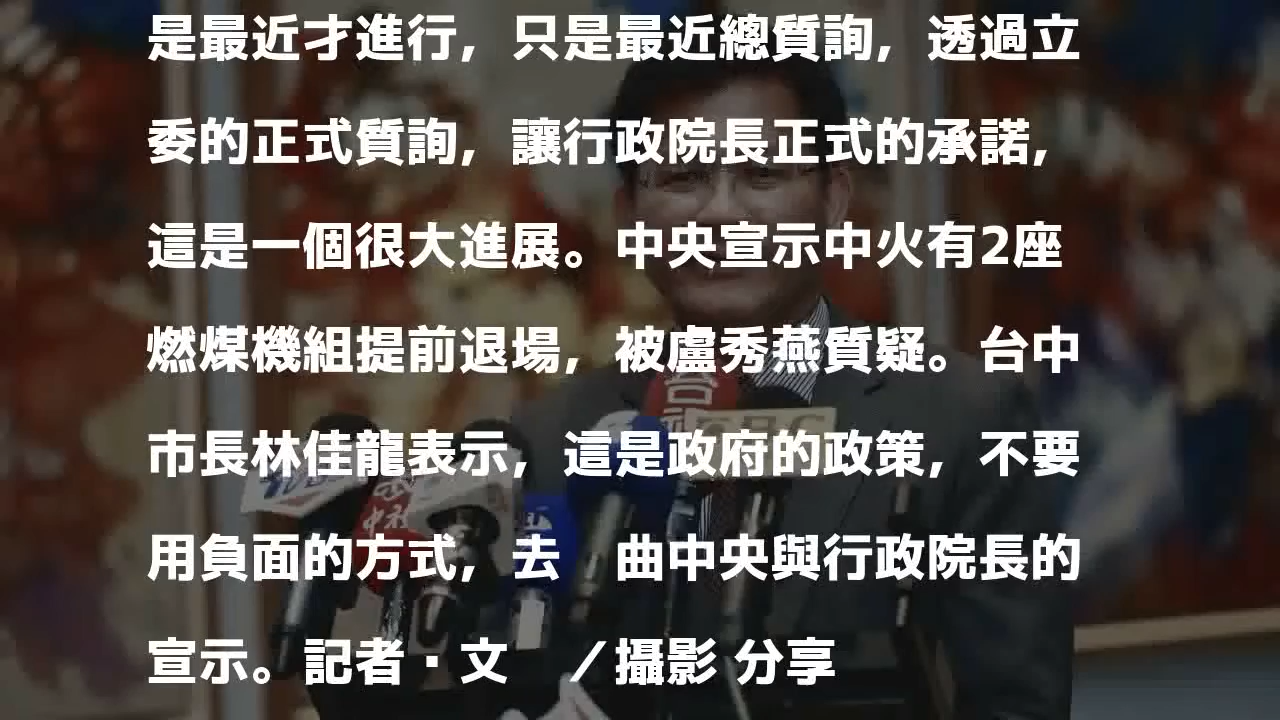 是最近才進行，只是最近總質詢，透過立
委的正式質詢，讓行政院長正式的承諾，
這是一個很大進展。中央宣示中火有2座
燃煤機組提前退場，被盧秀燕質疑。台中
市長林佳龍表示，這是政府的政策，不要
用負面的方式，去　曲中央與行政院長的
宣示。記者·文　／攝影 分享
台視
中視